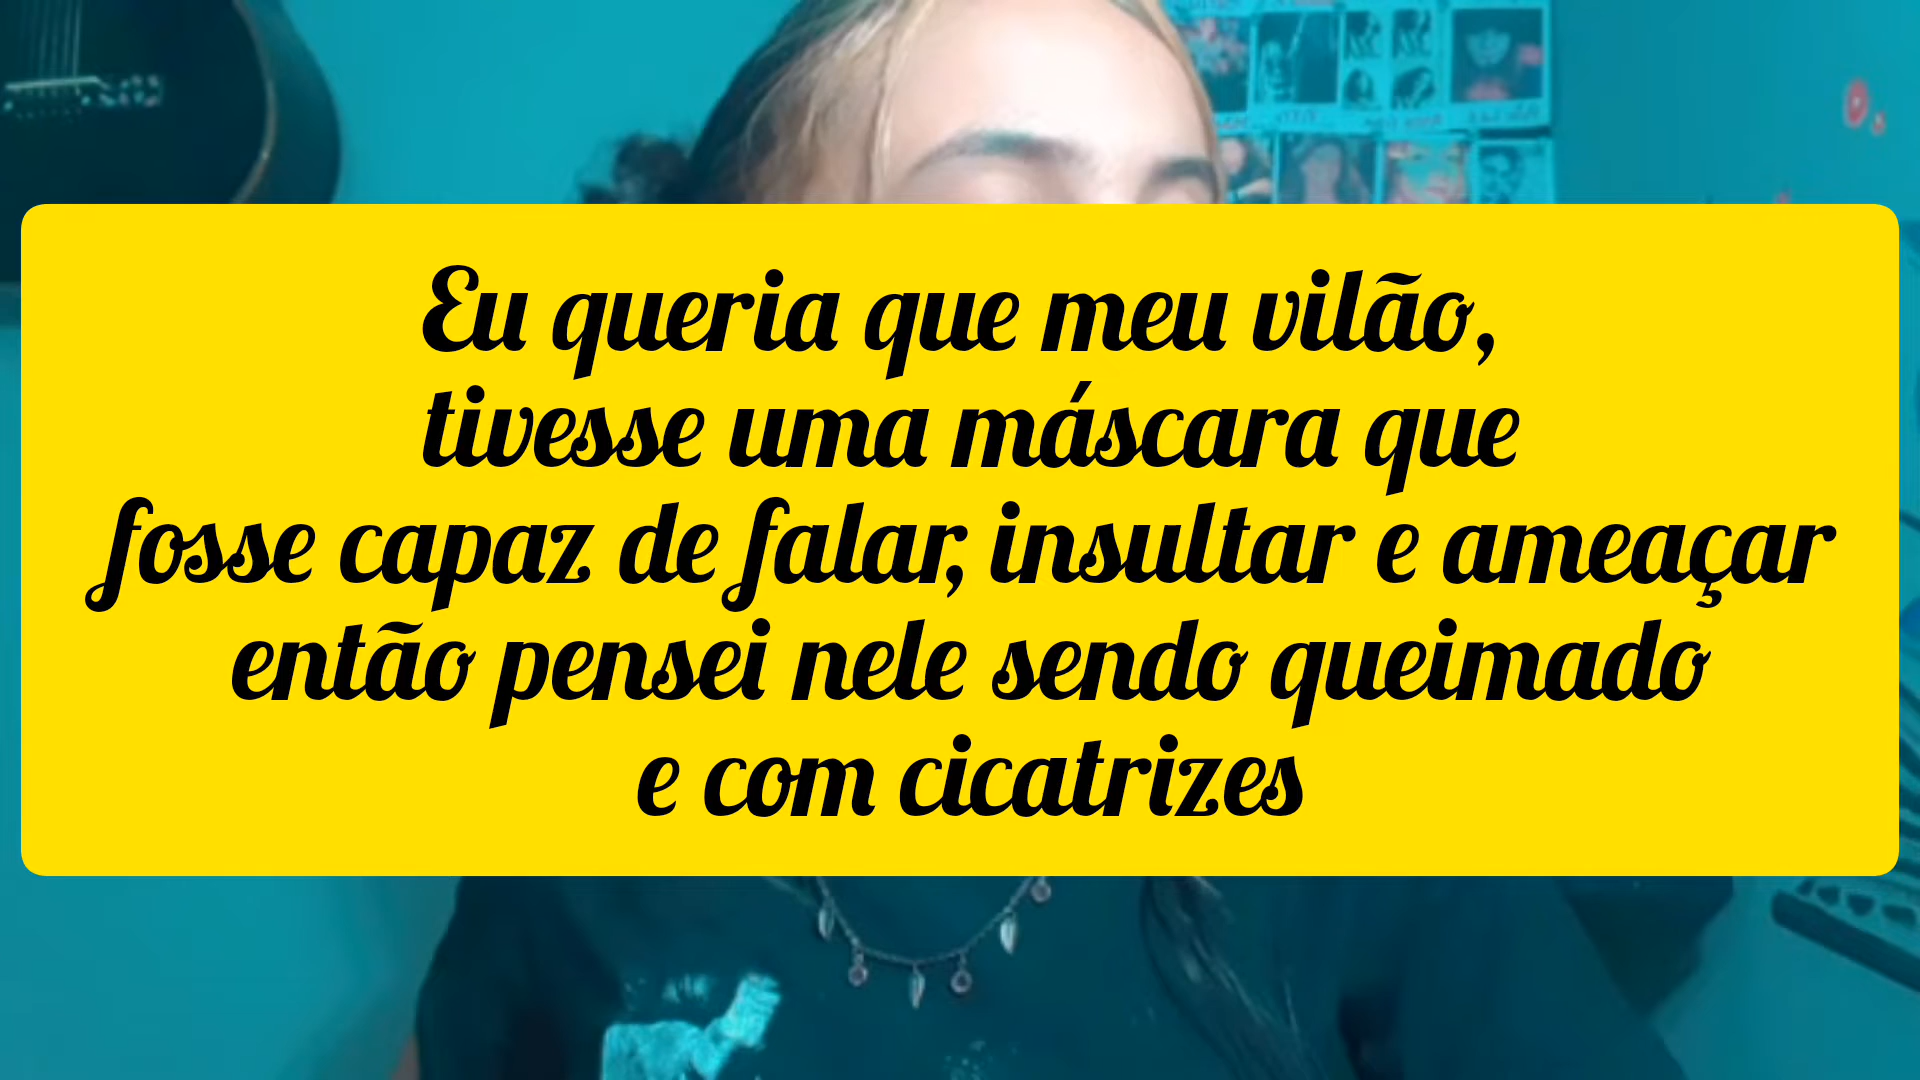 Eu queria que meu vilão,
tivesse uma máscara que
fosse capaz de falar, insultar e ameaçar
então pensei nele sendo queimado
e com cicatrizes